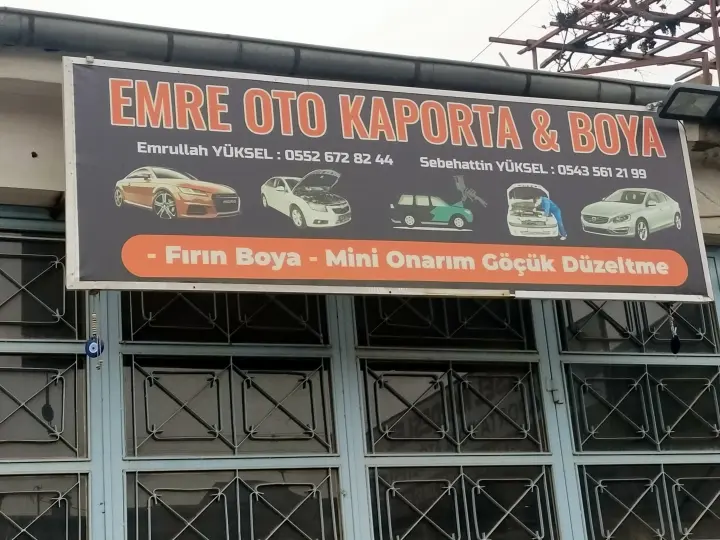 EMRE OTO KAPORTA & BOYA
Emrullah YÜKSEL : 0552 672 82 44 Sebehattin YÜKSEL : 0543 561 21 99
- Fırın Boya - Mini Onarım Göçük Düzeltme